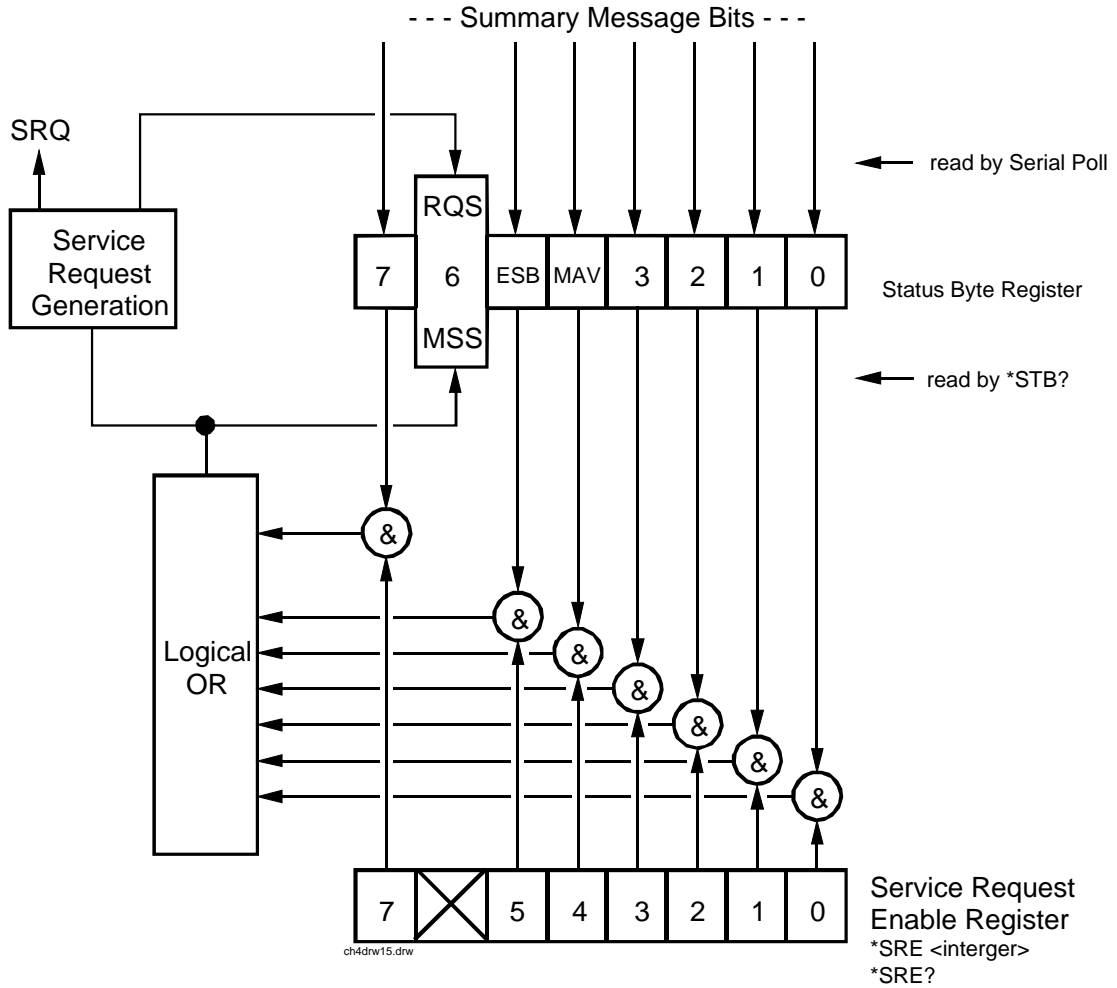 - - - Summary Message Bits - - -
SRQ
read by Serial Poll
Service
Request
Generation
RQS
7 6 ESB MAV 3 2 1 0
Status Byte Register
MSS
read by *STB?
&
&
Logical
OR
&
&
&
&
&
7 5 4 3 2 1 0
Service Request
Enable Register
*SRE <interger>
*SRE?
ch4drw15.drw